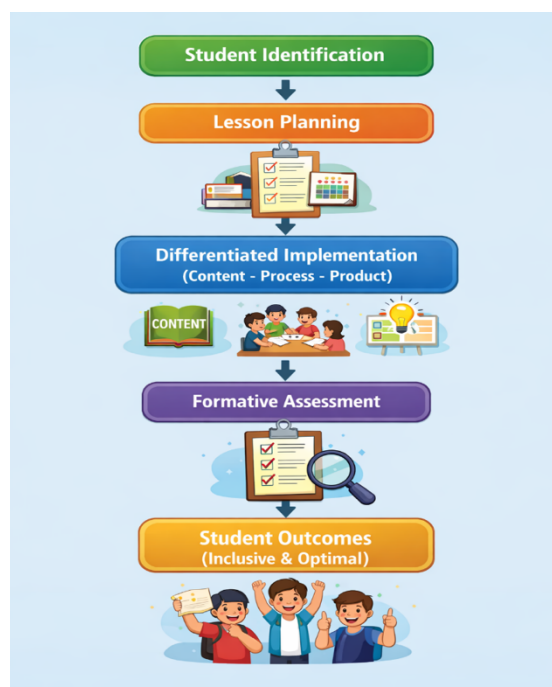 Student Identification
Lesson Planning
Differentiated Implementation
(Content - Process - Product)
CONTENT
Formative Assessment
Student Outcomes
(Inclusive & Optimal)